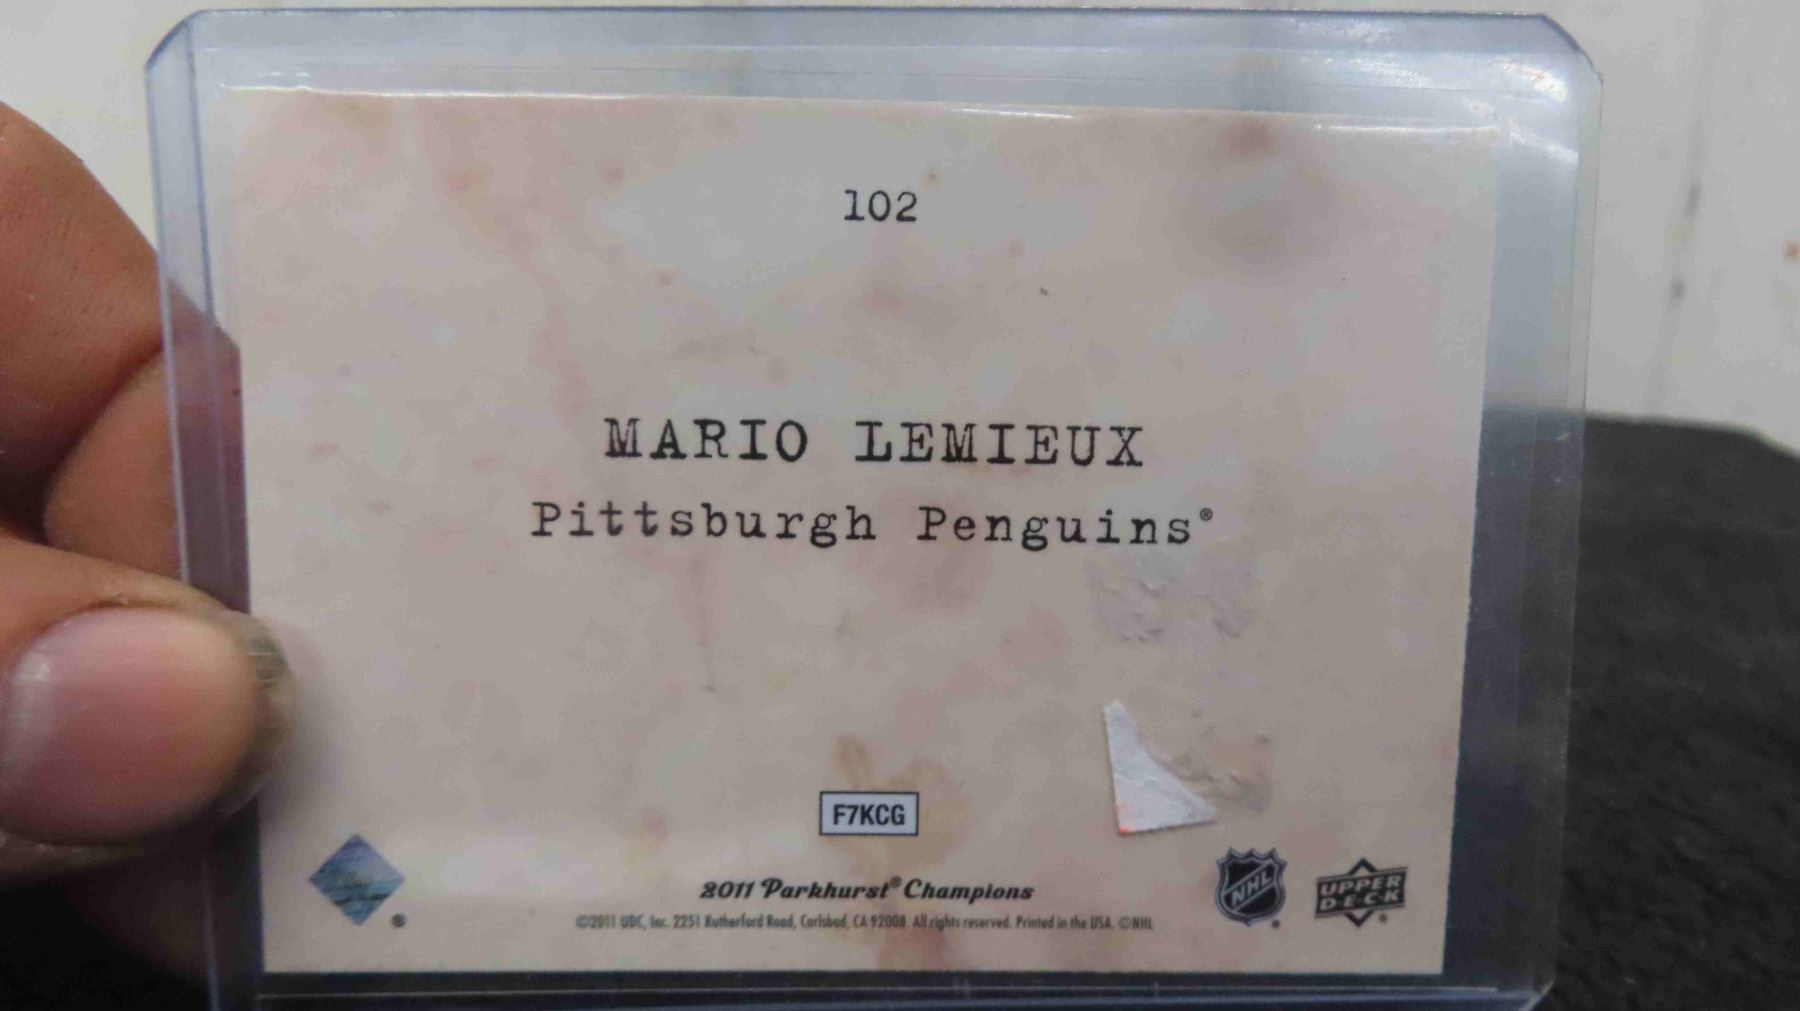 102
MARIO LEMIEUX
Pittsburgh Penguins®
F7KCG
2011 Parkhurst® Champions
©2011 UDC, Inc. 2251 Rutherford Road, Carlsbad, CA 92008. All rights reserved. Printed in the USA. ©NHL
®
NHL
®
UPPER
D·E·C·K
®